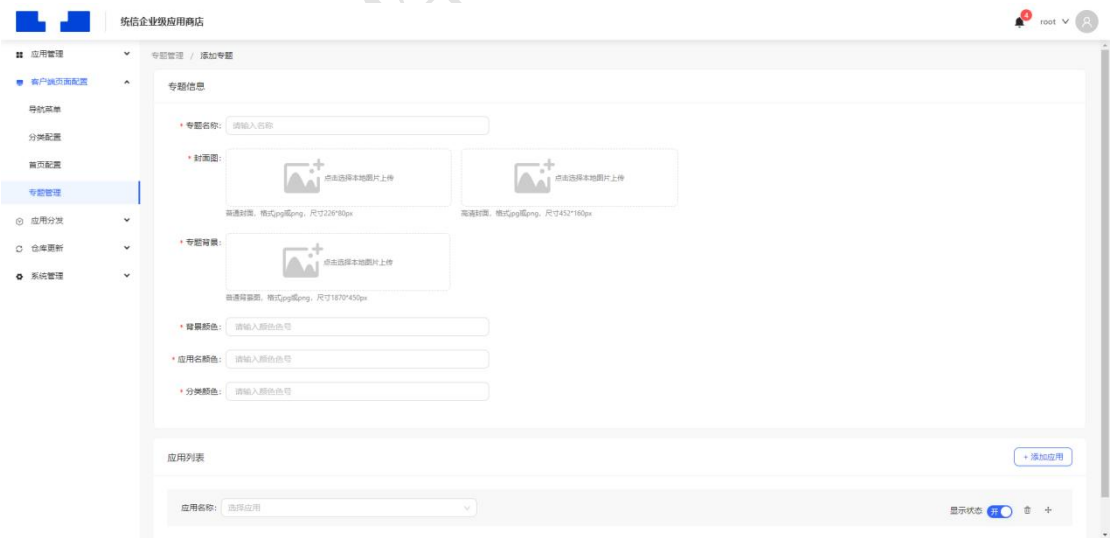 统信企业级应用商店
4
root
应用管理
专题管理 / 添加专题
客户端页面配置
专题信息
导航菜单
* 专题名称: 请输入名称
分类配置
* 封面图:
首页配置
点击选择本地图片上传 点击选择本地图片上传
专题管理
普通封面，格式jpg或png，尺寸226*80px 高清封面，格式jpg或png，尺寸452*160px
应用分发
仓库更新
* 专题背景:
点击选择本地图片上传
系统管理
普通背景图，格式jpg或png，尺寸1870*450px
* 背景颜色: 请输入颜色色号
* 应用名颜色: 请输入颜色色号
* 分类颜色: 请输入颜色色号
应用列表
+ 添加应用
应用名称: 选择应用
显示状态 开